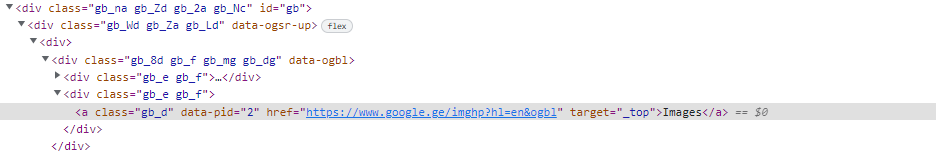 <div class="gb_na gb_Zd gb_2a gb_Nc" id="gb">
<div class="gb_Wd gb_Za gb_Ld" data-ogsr-up> flex
<div>
<div class="gb_8d gb_f gb_mg gb_dg" data-ogbl>
<div class="gb_e gb_f">…</div>
<div class="gb_e gb_f">
<a class="gb_d" data-pid="2" href="https://www.google.ge/imghp?hl=en&ogbl" target="_top">Images</a> == $0
</div>
</div>